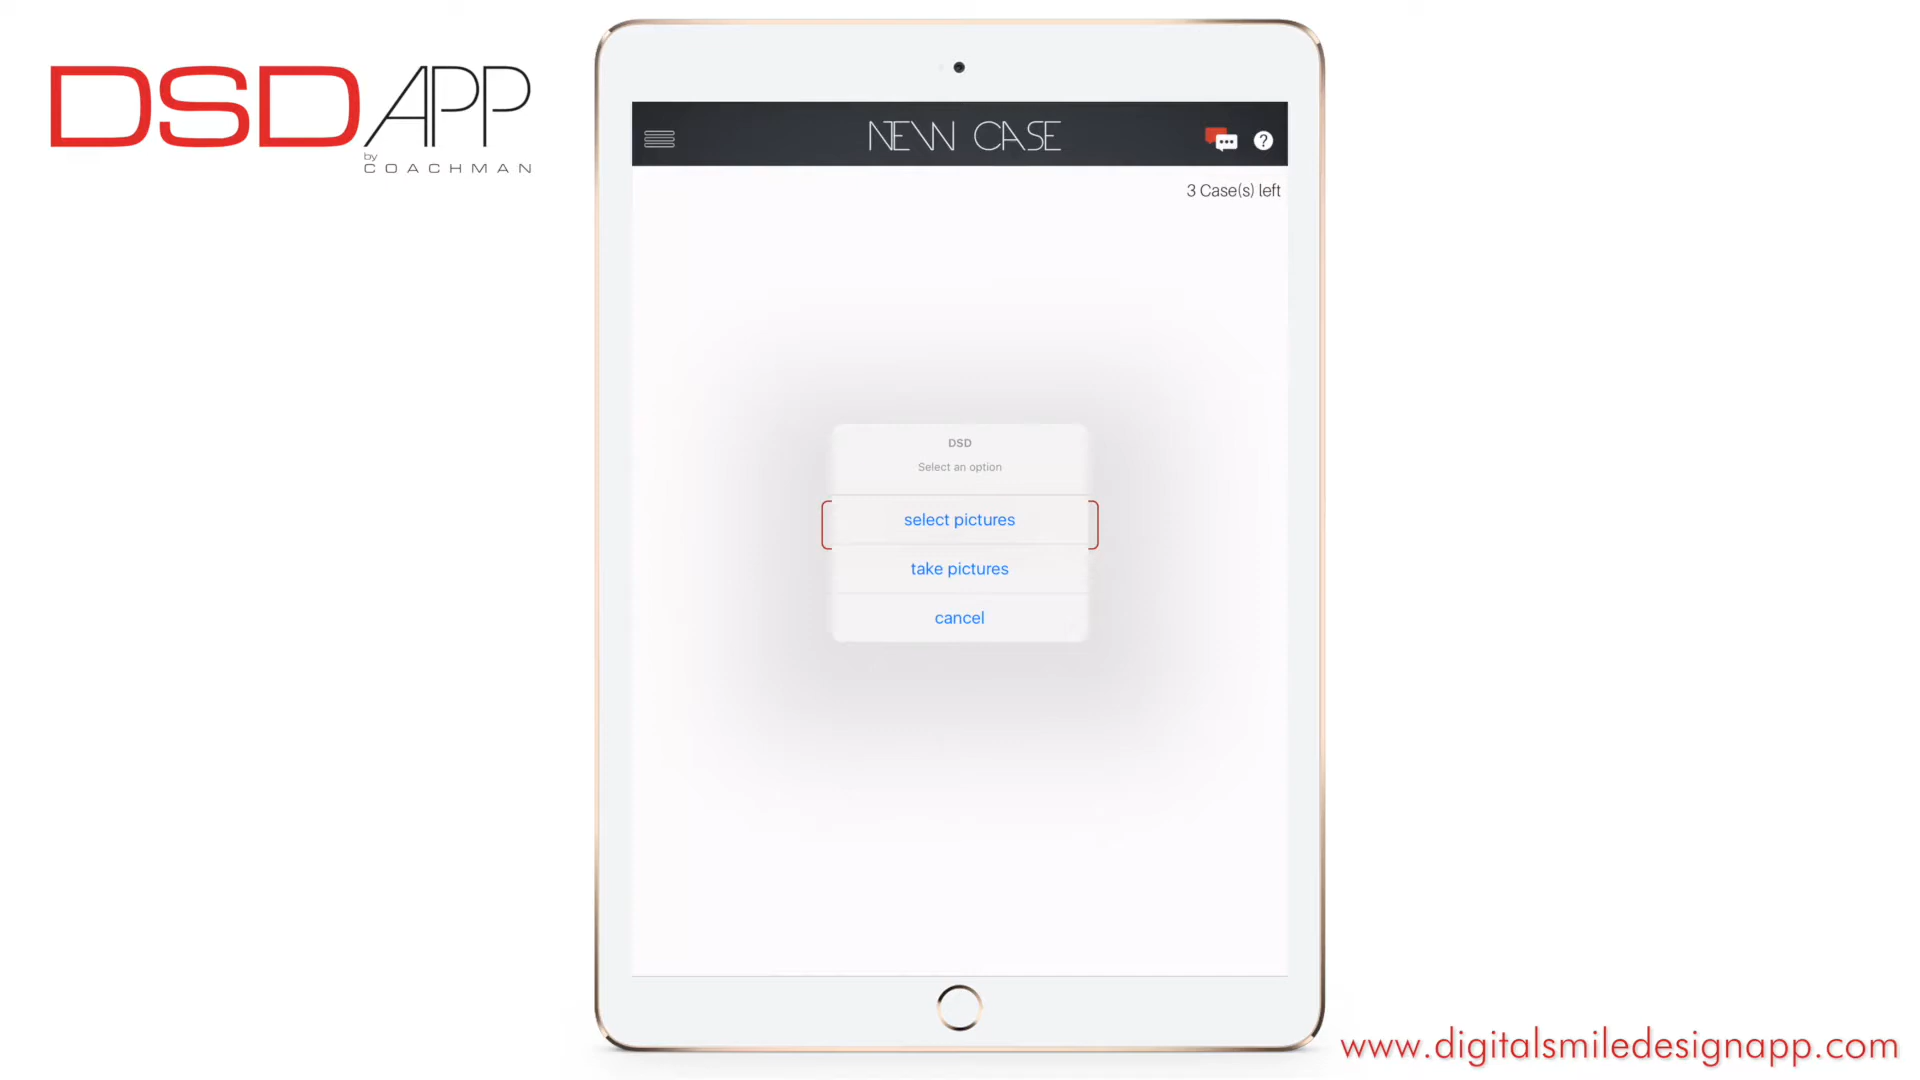 DSDAPP
by
COACHMAN
NEW CASE
?
3 Case(s) left
DSD
Select an option
select pictures
take pictures
cancel
www.digitalsmiledesignapp.com